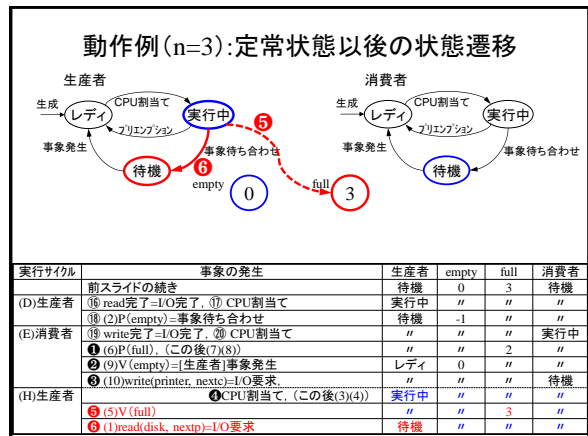 動作例(n=3):定常状態以後の状態遷移
生産者
消費者
生成
レディ
CPU割当て
実行中
プリエンプション
事象発生
待機
事象待ち合わせ
❺
❻
empty
0
full
3
生成
レディ
CPU割当て
実行中
プリエンプション
事象発生
待機
事象待ち合わせ
実行サイクル 事象の発生 生産者 empty full 消費者
前スライドの続き 待機 0 3 待機
(D)生産者 ⑯ read完了=I/O完了, ⑰ CPU割当て 実行中 〃 〃 〃
⑱ (2)P(empty)=事象待ち合わせ 待機 -1 〃 〃
(E)消費者 ⑲ write完了=I/O完了, ⑳ CPU割当て 〃 〃 〃 実行中
❶ (6)P(full), (この後(7)(8)) 〃 〃 2 〃
❷ (9)V(empty)=[生産者]事象発生 レディ 0 〃 〃
❸ (10)write(printer, nextc)=I/O要求, 〃 〃 〃 待機
(H)生産者 ❹CPU割当て, (この後(3)(4)) 実行中 〃 〃 〃
❺ (5)V(full) 〃 〃 3 〃
❻ (1)read(disk, nextp)=I/O要求 待機 〃 〃 〃